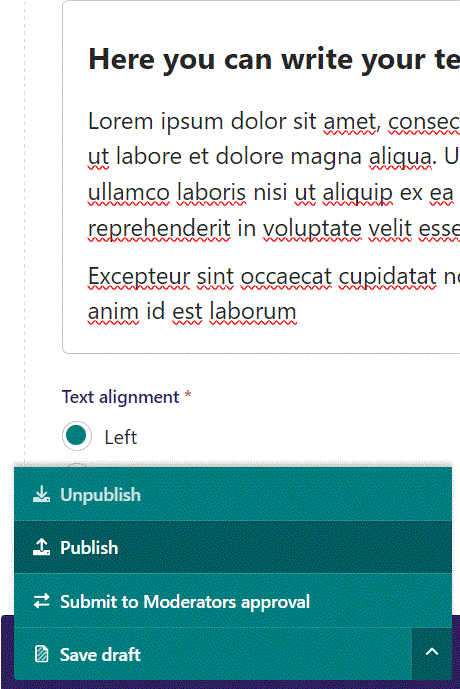 Here you can write your te
Lorem ipsum dolor sit amet, consec
ut labore et dolore magna aliqua. U
ullamco laboris nisi ut aliquip ex ea
reprehenderit in voluptate velit esse
Excepteur sint occaecat cupidatat no
anim id est laborum
Text alignment *
Left
Unpublish
Publish
Submit to Moderators approval
Save draft